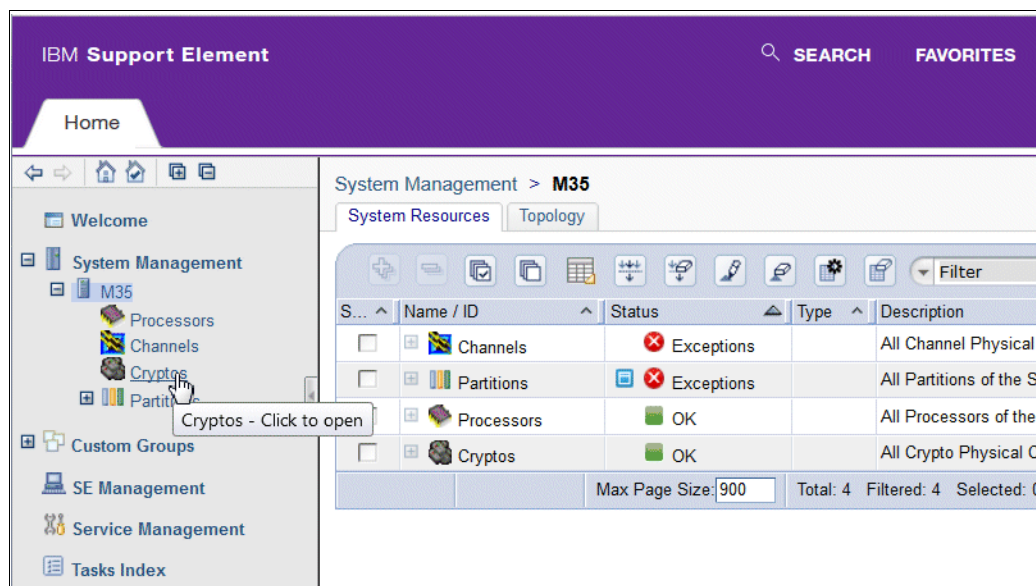 IBM Support Element
SEARCH FAVORITES
Home
System Management > M35
System Resources Topology
Welcome
System Management
M35
Processors
Channels
Cryptos
Cryptos - Click to open
Custom Groups
SE Management
Service Management
Tasks Index
Filter
S... Name / ID Status Type Description
Channels Exceptions All Channel Physical
Partitions Exceptions All Partitions of the S
Processors OK All Processors of the
Cryptos OK All Crypto Physical C
Max Page Size: 900 Total: 4 Filtered: 4 Selected: